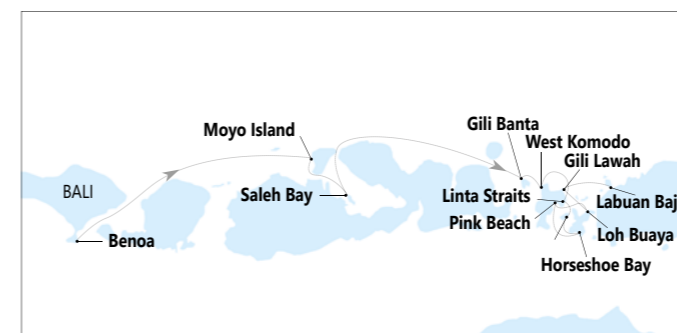 Gili Banta
Moyo Island
West Komodo
Gili Lawah
BALI
Saleh Bay
Linta Straits
Labuan Baj
Pink Beach
Benoa
Loh Buaya
Horseshoe Bay